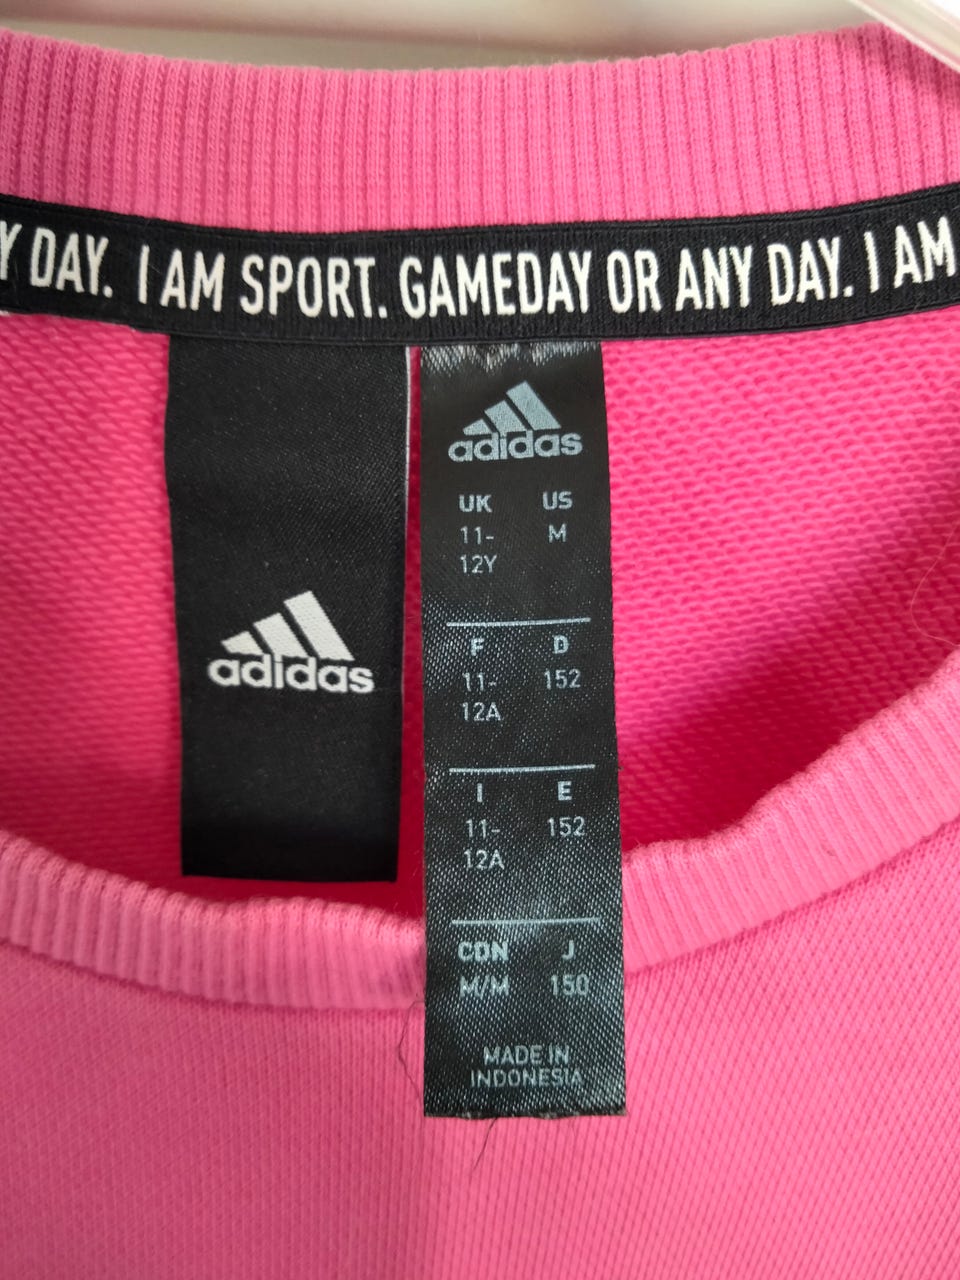 Y DAY. I AM SPORT. GAMEDAY OR ANY DAY. I AM
adidas
adidas
UK US
11- M
12Y
F D
11- 152
12A
I E
11- 152
12A
CDN J
M/M 150
MADE IN
INDONESIA